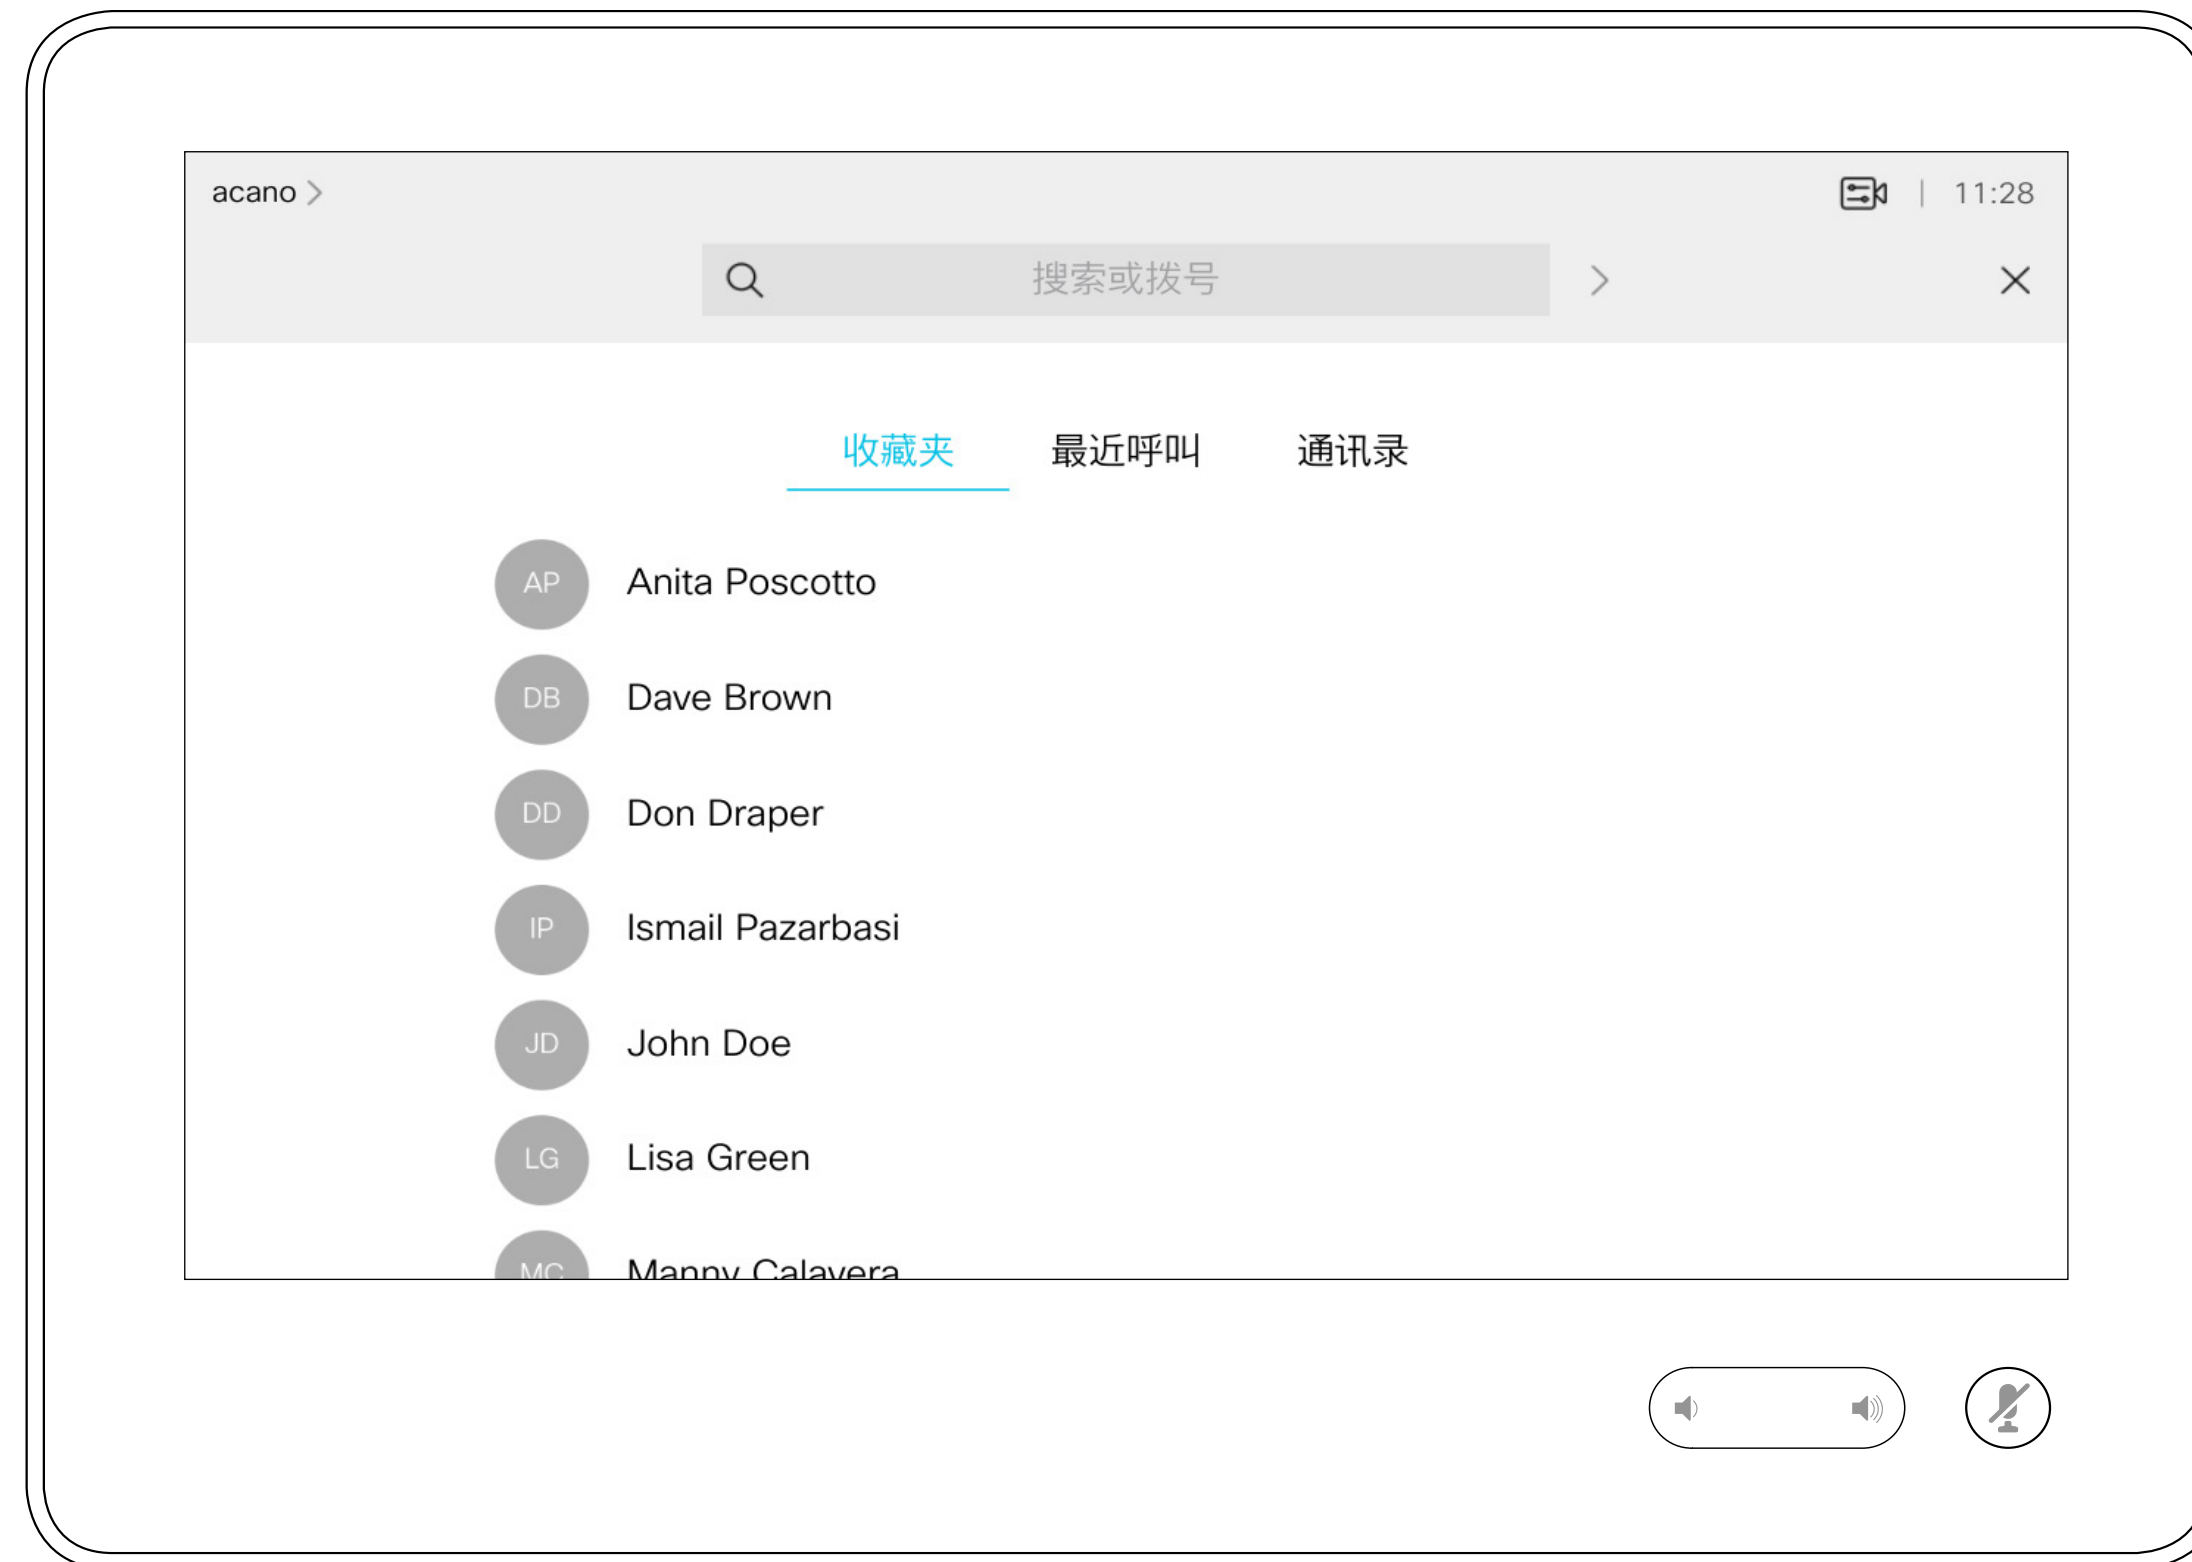 acano
11:28
搜索或拨号
收藏夹 最近呼叫 通讯录
AP Anita Poscotto
DB Dave Brown
DD Don Draper
IP Ismail Pazarbasi
JD John Doe
LG Lisa Green
MC Manny Calavera